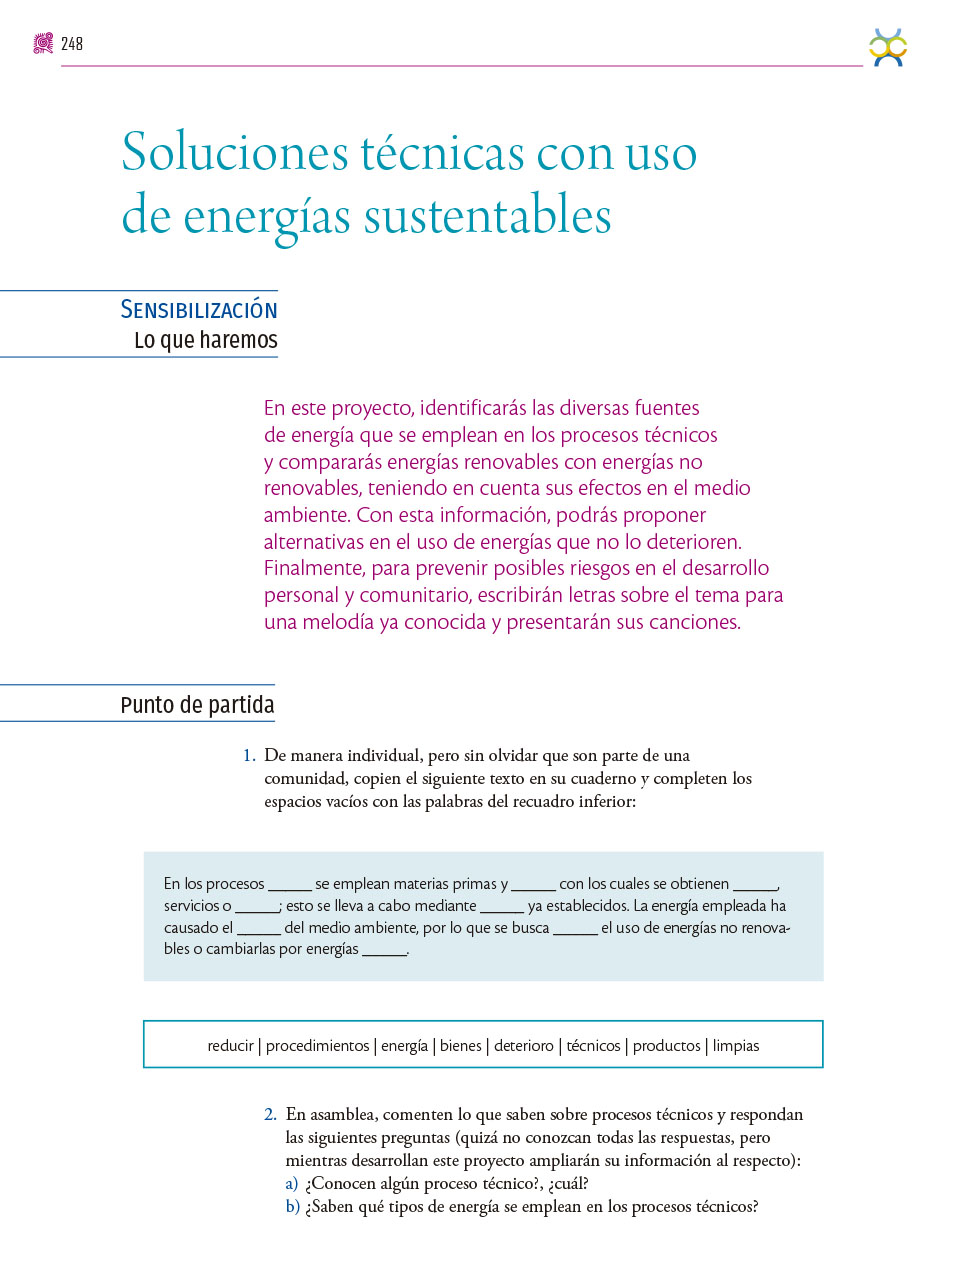 248
Soluciones técnicas con uso
de energías sustentables
Sensibilización
Lo que haremos
En este proyecto, identificarás las diversas fuentes
de energía que se emplean en los procesos técnicos
y compararás energías renovables con energías no
renovables, teniendo en cuenta sus efectos en el medio
ambiente. Con esta información, podrás proponer
alternativas en el uso de energías que no lo deterioren.
Finalmente, para prevenir posibles riesgos en el desarrollo
personal y comunitario, escribirán letras sobre el tema para
una melodía ya conocida y presentarán sus canciones.
Punto de partida
1. De manera individual, pero sin olvidar que son parte de una
comunidad, copien el siguiente texto en su cuaderno y completen los
espacios vacíos con las palabras del recuadro inferior:
En los procesos ______ se emplean materias primas y ______ con los cuales se obtienen ______,
servicios o ______; esto se lleva a cabo mediante ______ ya establecidos. La energía empleada ha
causado el ______ del medio ambiente, por lo que se busca ______ el uso de energías no renova-
bles o cambiarlas por energías ______.
reducir | procedimientos | energía | bienes | deterioro | técnicos | productos | limpias
2. En asamblea, comenten lo que saben sobre procesos técnicos y respondan
las siguientes preguntas (quizá no conozcan todas las respuestas, pero
mientras desarrollan este proyecto ampliarán su información al respecto):
a) ¿Conocen algún proceso técnico?, ¿cuál?
b) ¿Saben qué tipos de energía se emplean en los procesos técnicos?